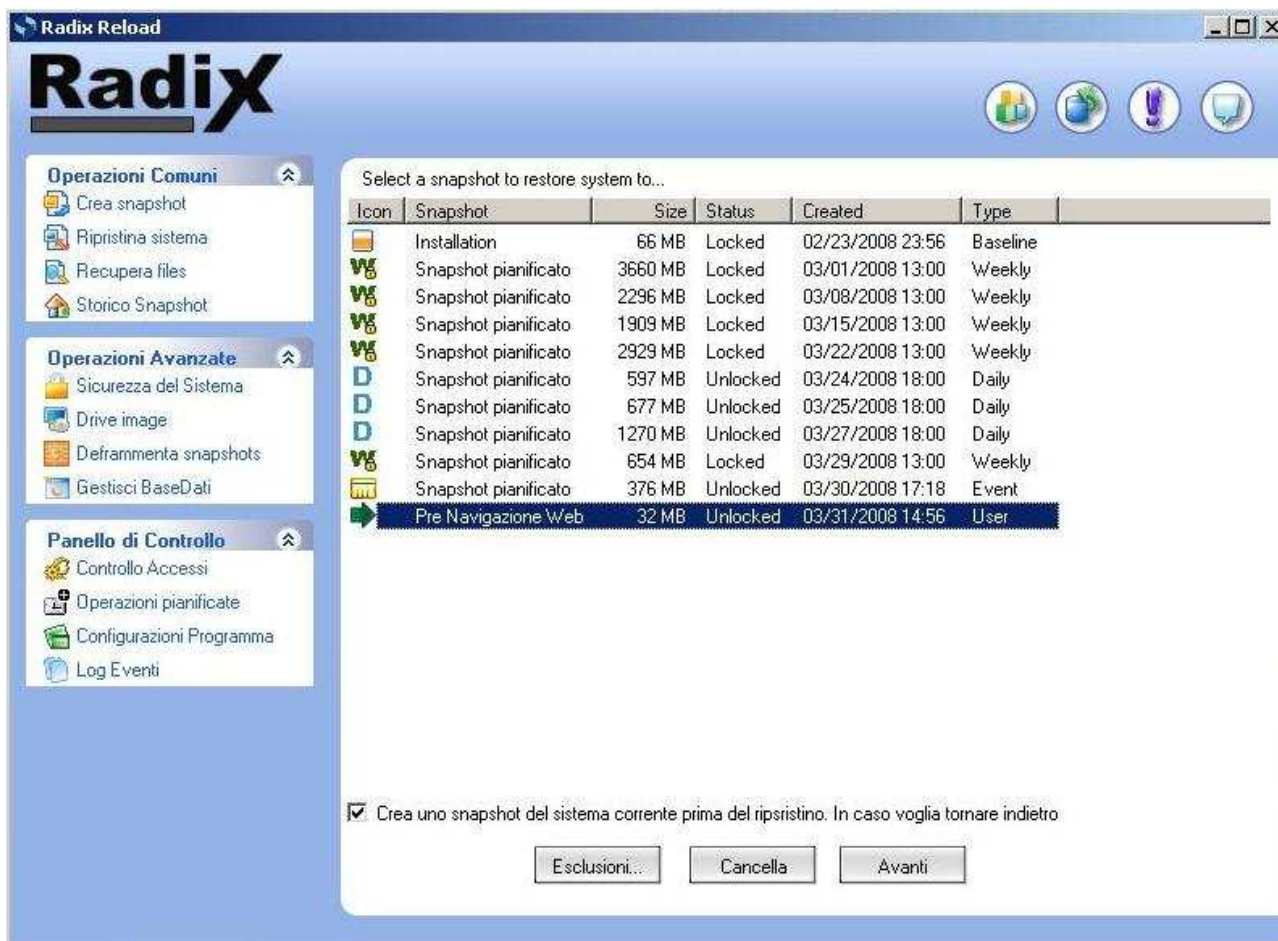 Radix Reload
Radix
Operazioni Comuni
Crea snapshot
Ripristina sistema
Recupera files
Storico Snapshot
Operazioni Avanzate
Sicurezza del Sistema
Drive image
Deframmenta snapshots
Gestisci BaseDati
Panello di Controllo
Controllo Accessi
Operazioni pianificate
Configurazioni Programma
Log Eventi
Select a snapshot to restore system to...
Icon Snapshot Size Status Created Type
Installation 66 MB Locked 02/23/2008 23:56 Baseline
W Snapshot pianificato 3660 MB Locked 03/01/2008 13:00 Weekly
W Snapshot pianificato 2296 MB Locked 03/08/2008 13:00 Weekly
W Snapshot pianificato 1909 MB Locked 03/15/2008 13:00 Weekly
W Snapshot pianificato 2929 MB Locked 03/22/2008 13:00 Weekly
D Snapshot pianificato 597 MB Unlocked 03/24/2008 18:00 Daily
D Snapshot pianificato 677 MB Unlocked 03/25/2008 18:00 Daily
D Snapshot pianificato 1270 MB Unlocked 03/27/2008 18:00 Daily
W Snapshot pianificato 654 MB Locked 03/29/2008 13:00 Weekly
Snapshot pianificato 376 MB Unlocked 03/30/2008 17:18 Event
Pre Navigazione Web 32 MB Unlocked 03/31/2008 14:56 User
Crea uno snapshot del sistema corrente prima del ripsristino. In caso voglia tornare indietro
Esclusioni... Cancella Avanti